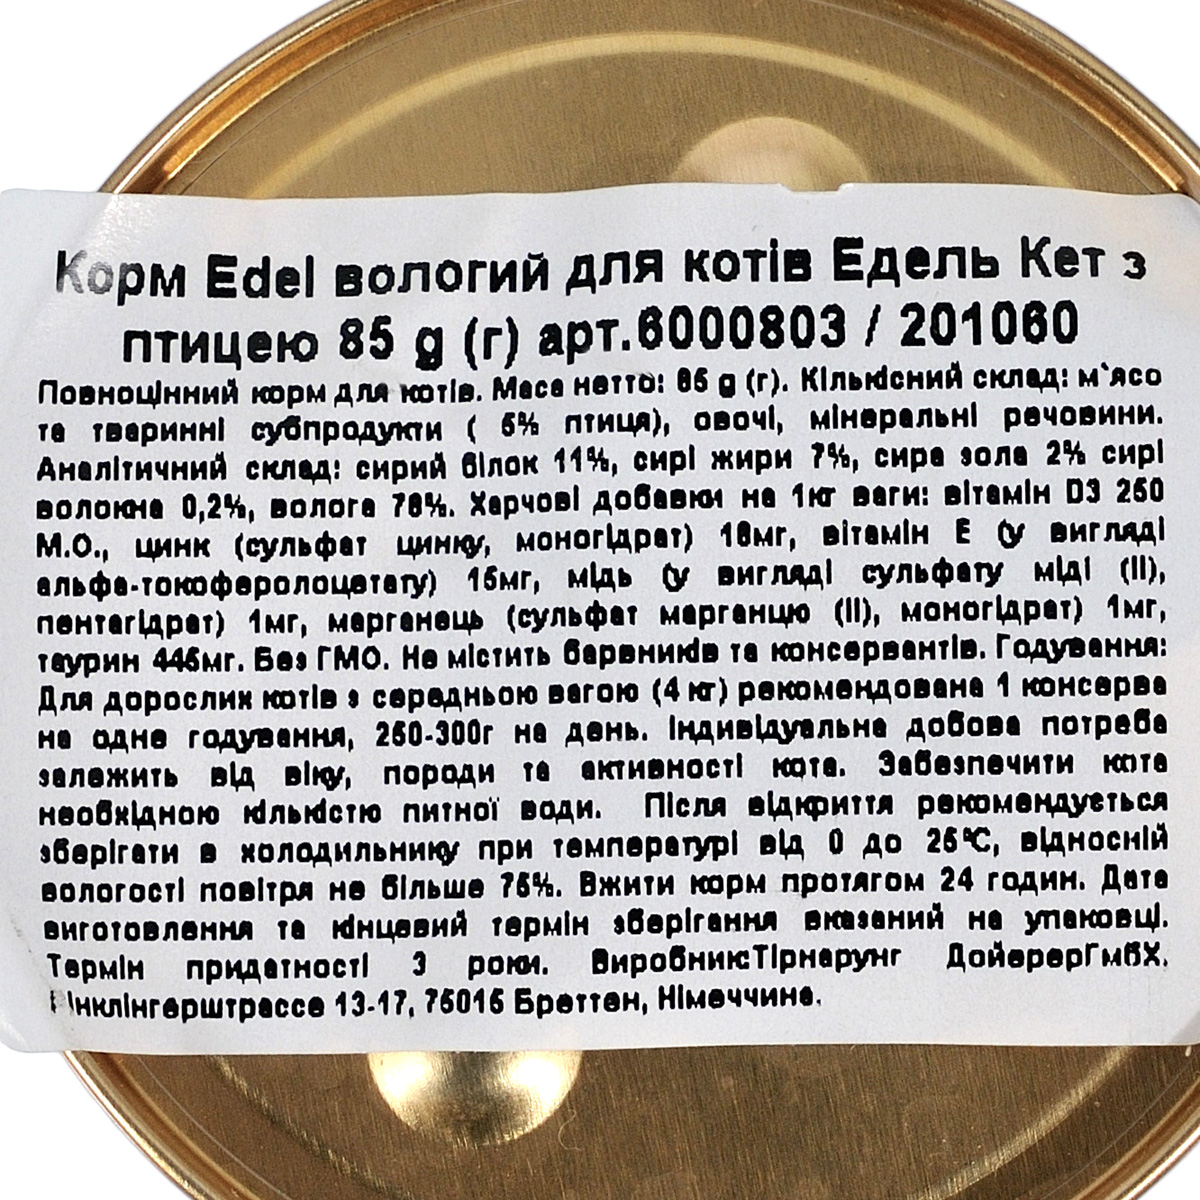 Корм Edel вологий для котів Едель Кет з
птицею 85 g (г) арт.6000803 / 201060
Повноцінний корм для котів. Маса нетто: 85 g (г). Кількісний склад: м`ясо
та тваринні субпродукти ( 5% птиця), овочі, мінеральні речовини.
Аналітичний склад: сирий білок 11%, сирі жири 7%, сира зола 2% сирі
волокна 0,2%, волога 78%. Харчові добавки на 1кг ваги: вітамін D3 250
М.О., цинк (сульфат цинку, моногідрат) 18мг, вітамін Е (у вигляді
альфа-токоферолоцетату) 15мг, мідь (у вигляді сульфату міді (II),
пентагідрат) 1мг, марганець (сульфат марганцю (II), моногідрат) 1мг,
таурин 445мг. Без ГМО. Не містить барвників та консервантів. Годування:
Для дорослих котів з середньою вагою (4 кг) рекомендована 1 консерва
на одне годування, 250-300г на день. Індивідуальна добова потреба
залежить від віку, породи та активності кота. Забезпечити кота
необхідною кількістю питної води. Після відкриття рекомендується
зберігати в холодильнику при температурі від 0 до 25°С, відносній
вологості повітря не більше 75%. Вжити корм протягом 24 годин. Дата
виготовлення та кінцевий термін зберігання вказаний на упаковці.
Термін придатності 3 роки. Виробник:Тірнарунг ДойєрерГмбХ.
інклінгерштрассе 13-17, 75015 Бреттен, Німеччина.